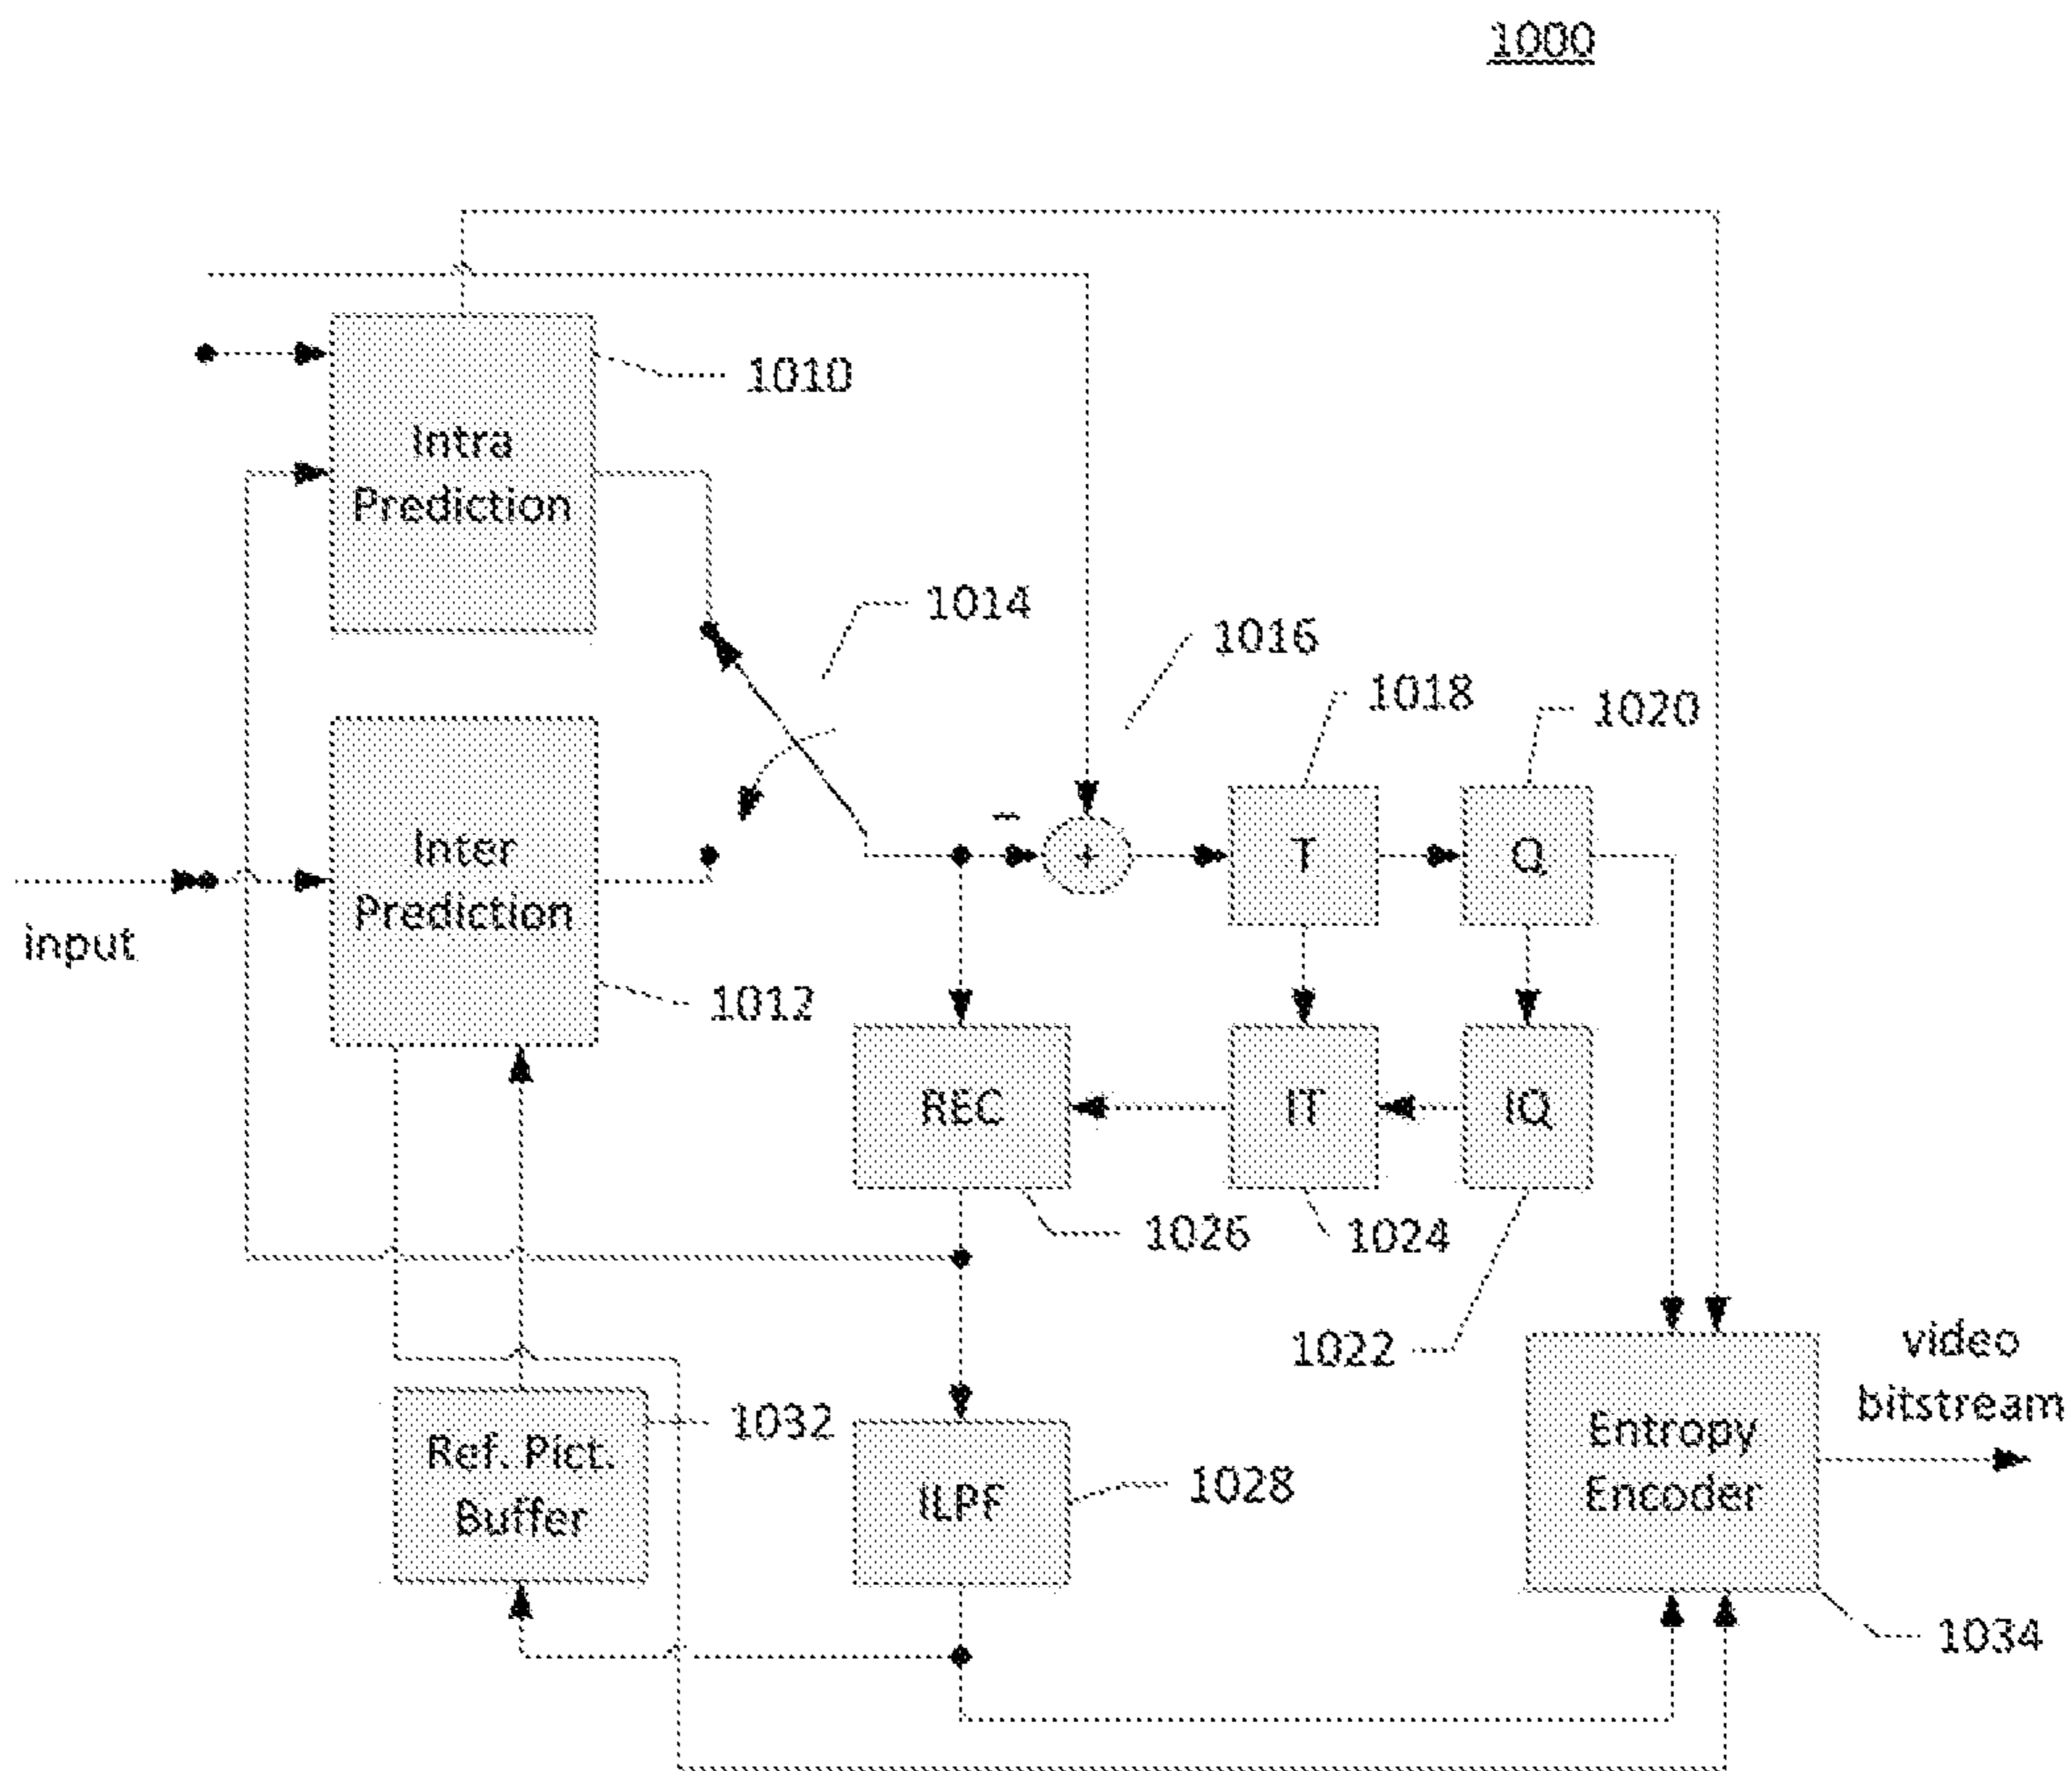 1000
1010
Intra
Prediction
1014
1016
1018
1020
T
Q
+
−
Inter
Prediction
input
1012
REC
IT
IQ
1026
1024
1022
Ref. Pict.
Buffer
1032
ILPF
1028
Entropy
Encoder
video
bitstream
1034